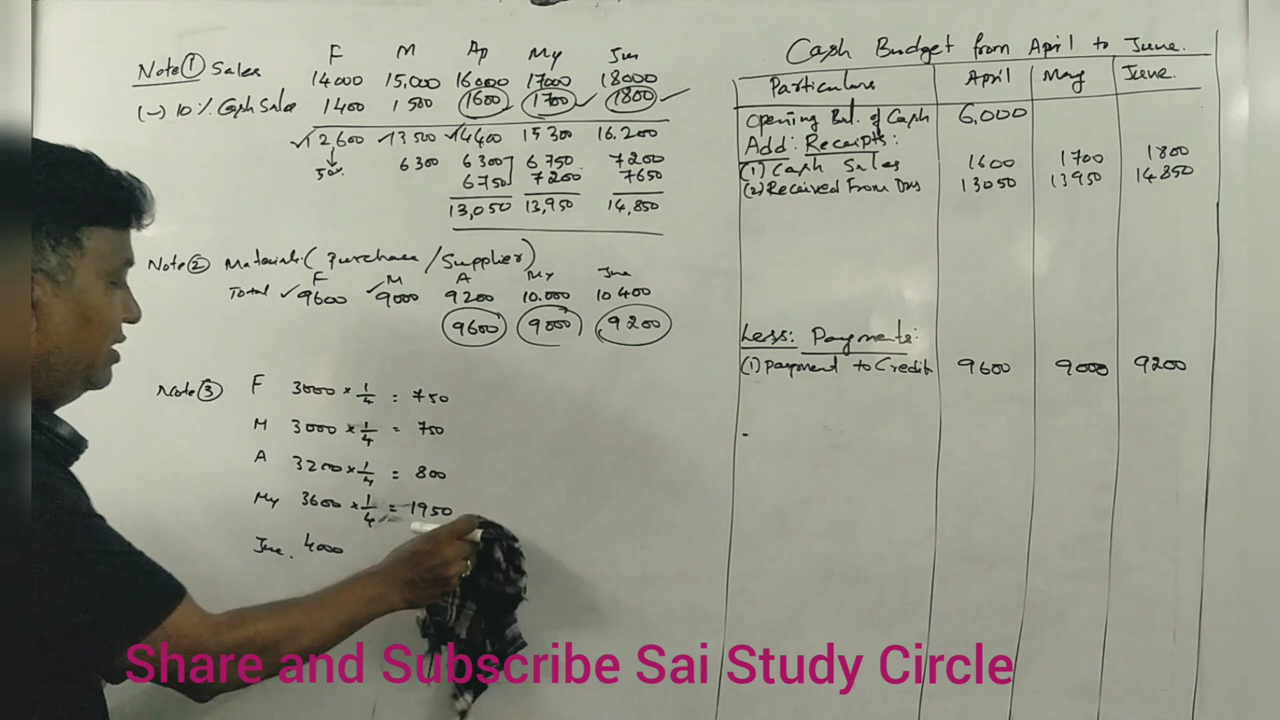 F M Ap My Jun
Note① Sales 14000 15,000 16000 17000 18000
(-) 10% Cash Sales 1400 1500 1600 1700 1800
12600 13500 14400 15300 16.200
50% 6300 6300 6750 7200
6750 7200 7650
13,050 13,950 14,850
Note② Materials (Purchase/Supplier)
F M A My June
Total 9600 9000 9200 10.000 10400
9600 9000 9200
Note③ F 3000 × 1/4 = 750
M 3000 × 1/4 = 750
A 3200 × 1/4 = 800
My 3600 × 1/4 = 1950
June. 4000
Cash Budget from April to June.
Particulars April May June.
Opening Bal. of Cash 6,000
Add: Receipts:
(1) Cash Sales 1600 1700 1800
(2) Received From Drs 13050 13950 14850
Less: Payments:
(1) Payment to Credit. 9600 9000 9200
Share and Subscribe Sai Study Circle